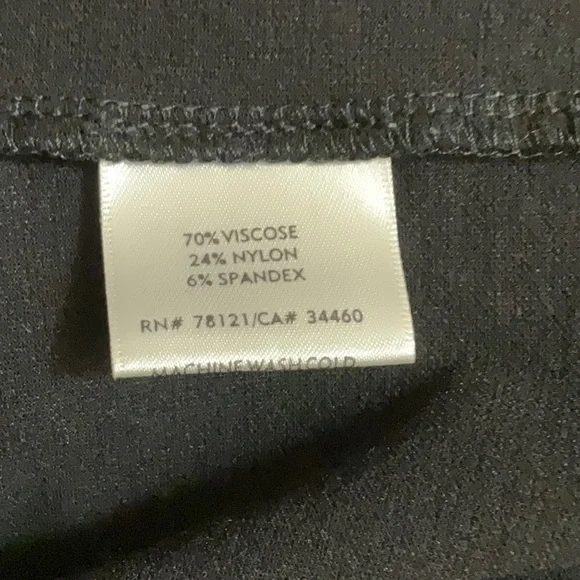 70% VISCOSE
24% NYLON
6% SPANDEX
RN# 78121/CA# 34460
MACHINE WASH COLD